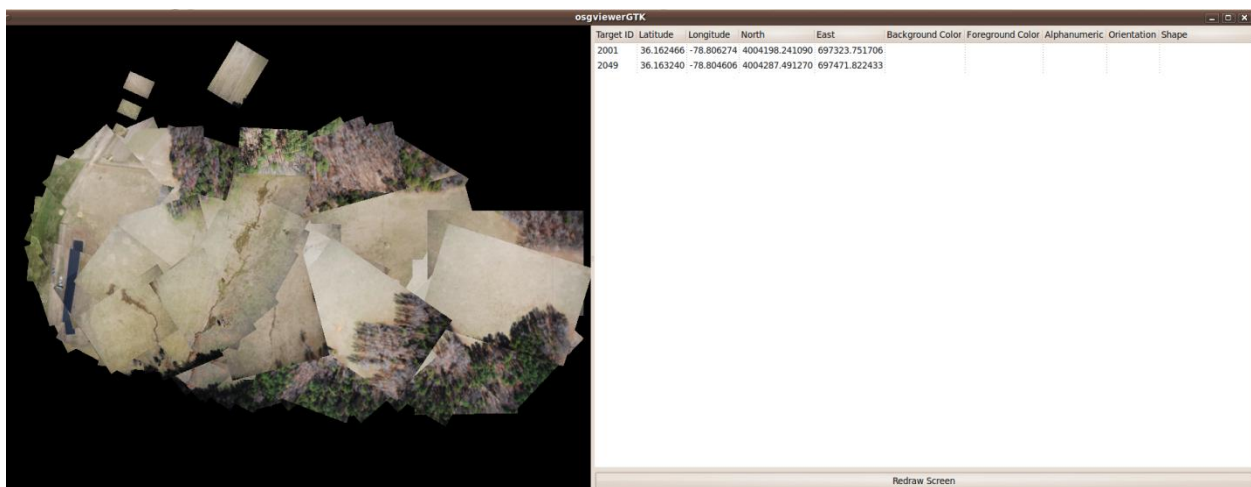 osgviewerGTK
Target ID Latitude Longitude North East Background Color Foreground Color Alphanumeric Orientation Shape
2001 36.162466 -78.806274 4004198.241090 697323.751706
2049 36.163240 -78.804606 4004287.491270 697471.822433
Redraw Screen